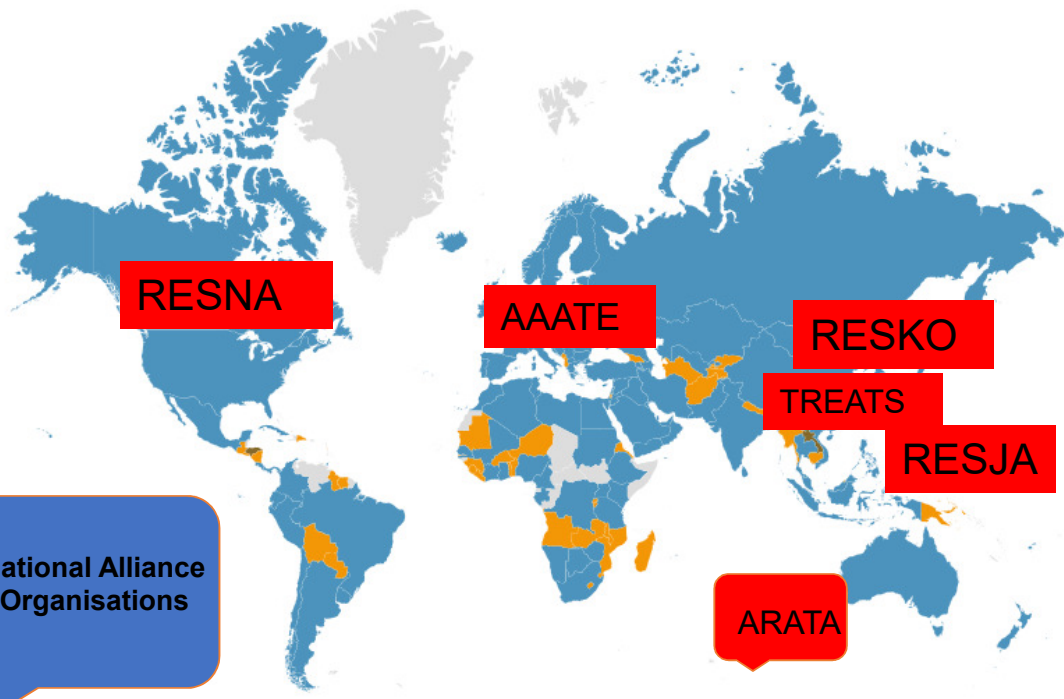 RESNA
AAATE
RESKO
TREATS
RESJA
ational Alliance
Organisations
ARATA